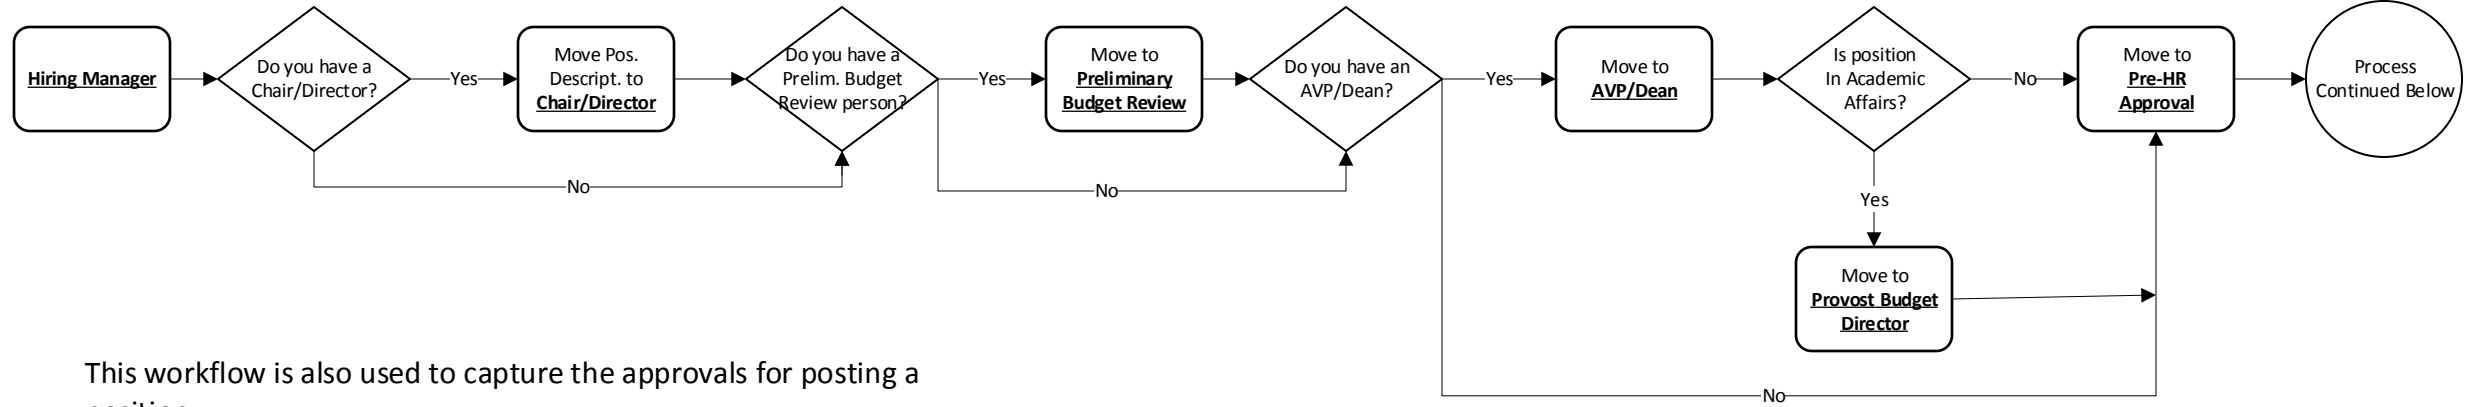 Hiring Manager
Do you have a
Chair/Director?
Yes
No
Move Pos.
Descript. to
Chair/Director
Do you have a
Prelim. Budget
Review person?
Yes
No
Move to
Preliminary
Budget Review
Do you have an
AVP/Dean?
Yes
No
Move to
AVP/Dean
Is position
In Academic
Affairs?
No
Yes
Move to
Provost Budget
Director
Move to
Pre-HR
Approval
Process
Continued Below
This workflow is also used to capture the approvals for posting a